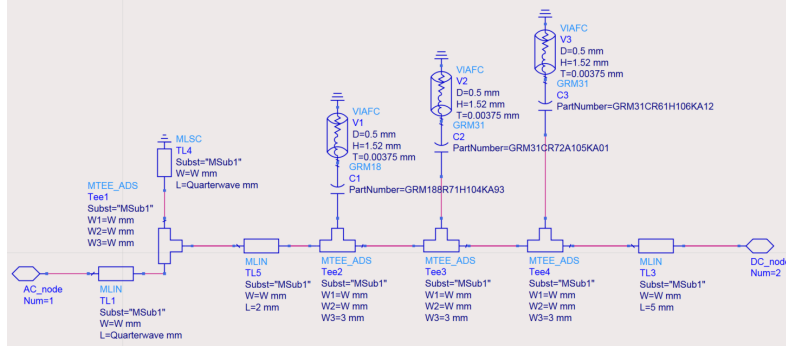 VIAFC
V3
D=0.5 mm
H=1.52 mm
T=0.00375 mm
GRM31
C3
PartNumber=GRM31CR61H106KA12
VIAFC
V2
D=0.5 mm
H=1.52 mm
T=0.00375 mm
GRM31
C2
PartNumber=GRM31CR72A105KA01
VIAFC
V1
D=0.5 mm
H=1.52 mm
T=0.00375 mm
GRM18
C1
PartNumber=GRM188R71H104KA93
MLSC
TL4
Subst="MSub1"
W=W mm
L=Quarterwave mm
MTEE_ADS
Tee1
Subst="MSub1"
W1=W mm
W2=W mm
W3=W mm
AC_node
Num=1
MLIN
TL1
Subst="MSub1"
W=W mm
L=Quarterwave mm
MLIN
TL5
Subst="MSub1"
W=W mm
L=2 mm
MTEE_ADS
Tee2
Subst="MSub1"
W1=W mm
W2=W mm
W3=3 mm
MTEE_ADS
Tee3
Subst="MSub1"
W1=W mm
W2=W mm
W3=3 mm
MTEE_ADS
Tee4
Subst="MSub1"
W1=W mm
W2=W mm
W3=3 mm
MLIN
TL3
Subst="MSub1"
W=W mm
L=5 mm
DC_node
Num=2